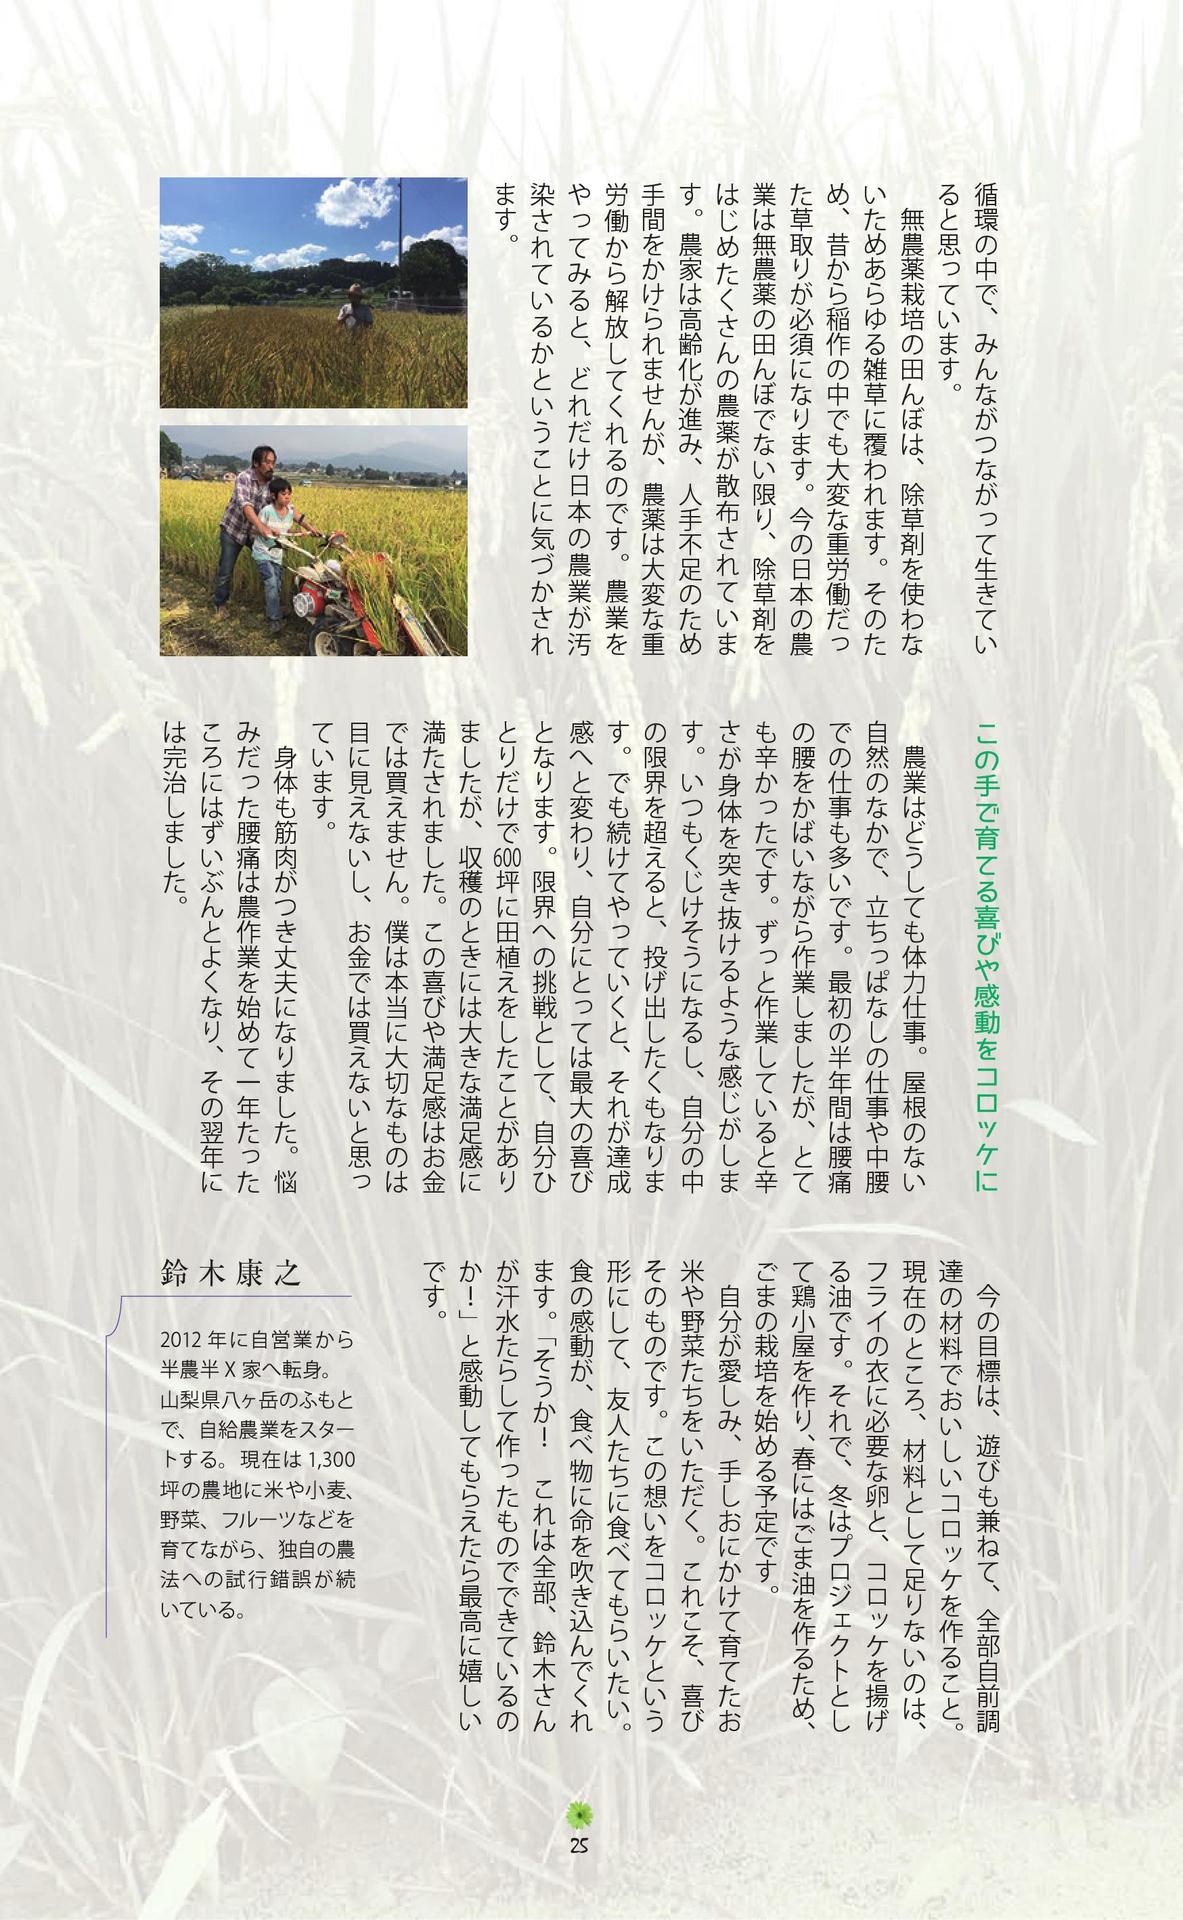 循環の中で、みんながつながって生きてい
ると思っています。
　無農薬栽培の田んぼは、除草剤を使わな
いためあらゆる雑草に覆われます。そのた
め、昔から稲作の中でも大変な重労働だっ
た草取りが必須になります。今の日本の農
業は無農薬の田んぼでない限り、除草剤を
はじめたくさんの農薬が散布されていま
す。農家は高齢化が進み、人手不足のため
手間をかけられませんが、農薬は大変な重
労働から解放してくれるのです。農業を
やってみると、どれだけ日本の農業が汚
染されているかということに気づかされ
ます。
この手で育てる喜びや感動をコロッケに
　農業はどうしても体力仕事。屋根のない
自然のなかで、立ちっぱなしの仕事や中腰
での仕事も多いです。最初の半年間は腰痛
の腰をかばいながら作業しましたが、とて
も辛かったです。ずっと作業していると辛
さが身体を突き抜けるような感じがしま
す。いつもくじけそうになるし、自分の中
の限界を超えると、投げ出したくもなりま
す。でも続けてやっていくと、それが達成
感へと変わり、自分にとっては最大の喜び
となります。限界への挑戦として、自分ひ
とりだけで600坪に田植えをしたことがあり
ましたが、収穫のときには大きな満足感に
満たされました。この喜びや満足感はお金
では買えません。僕は本当に大切なものは
目に見えないし、お金では買えないと思っ
ています。
　身体も筋肉がつき丈夫になりました。悩
みだった腰痛は農作業を始めて一年たった
ころにはずいぶんとよくなり、その翌年に
は完治しました。
　今の目標は、遊びも兼ねて、全部自前調
達の材料でおいしいコロッケを作ること。
現在のところ、材料として足りないのは、
フライの衣に必要な卵と、コロッケを揚げ
る油です。それで、冬はプロジェクトとし
て鶏小屋を作り、春にはごま油を作るため、
ごまの栽培を始める予定です。
　自分が愛しみ、手しおにかけて育てたお
米や野菜たちをいただく。これこそ、喜び
そのものです。この想いをコロッケという
形にして、友人たちに食べてもらいたい。
食の感動が、食べ物に命を吹き込んでくれ
ます。「そうか！　これは全部、鈴木さん
が汗水たらして作ったものでできているの
か！」と感動してもらえたら最高に嬉しい
です。
鈴木康之
2012 年に自営業から
半農半 X 家へ転身。
山梨県八ヶ岳のふもと
で、自給農業をスター
トする。現在は 1,300
坪の農地に米や小麦、
野菜、フルーツなどを
育てながら、独自の農
法への試行錯誤が続
いている。
25